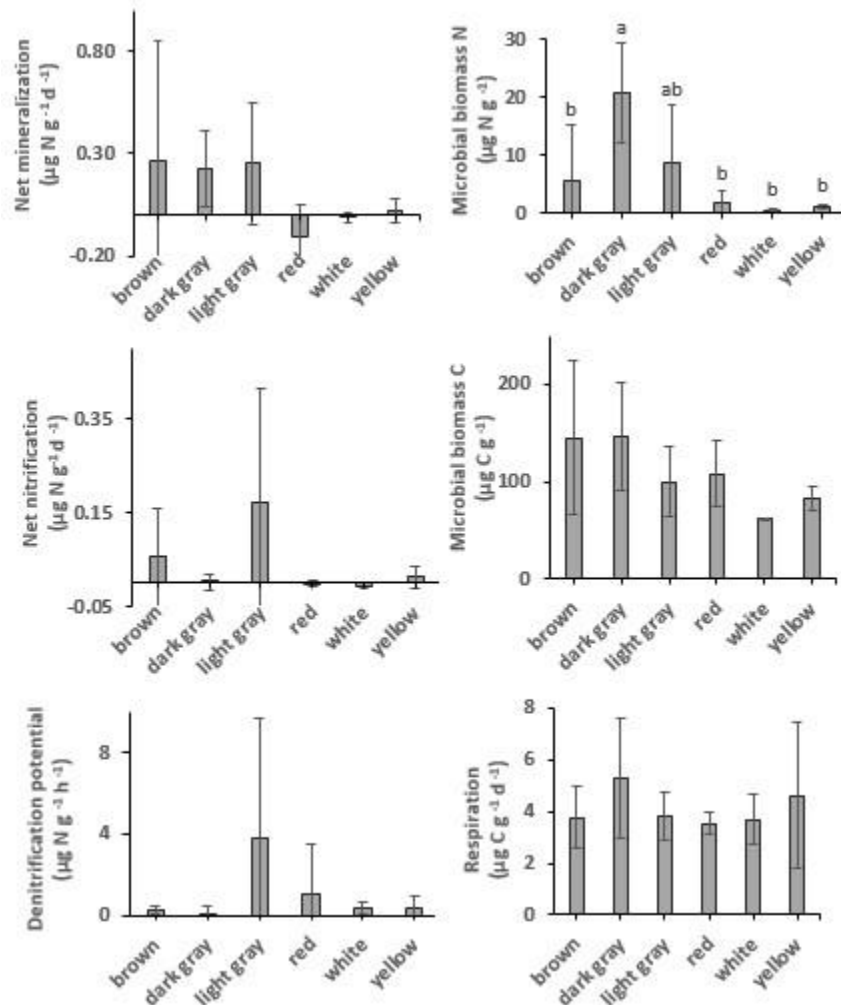 Net mineralization
(µg N g⁻¹ d⁻¹)
0.80
0.30
-0.20
brown
dark gray
light gray
red
white
yellow
Microbial biomass N
(µg N g⁻¹)
30
20
10
0
b
a
ab
b
b
b
brown
dark gray
light gray
red
white
yellow
Net nitrification
(µg N g⁻¹ d⁻¹)
0.35
0.15
-0.05
brown
dark gray
light gray
red
white
yellow
Microbial biomass C
(µg C g⁻¹)
200
100
0
brown
dark gray
light gray
red
white
yellow
Denitrification potential
(µg N g⁻¹ h⁻¹)
8
4
0
brown
dark gray
light gray
red
white
yellow
Respiration
(µg C g⁻¹ d⁻¹)
8
6
4
2
0
brown
dark gray
light gray
red
white
yellow